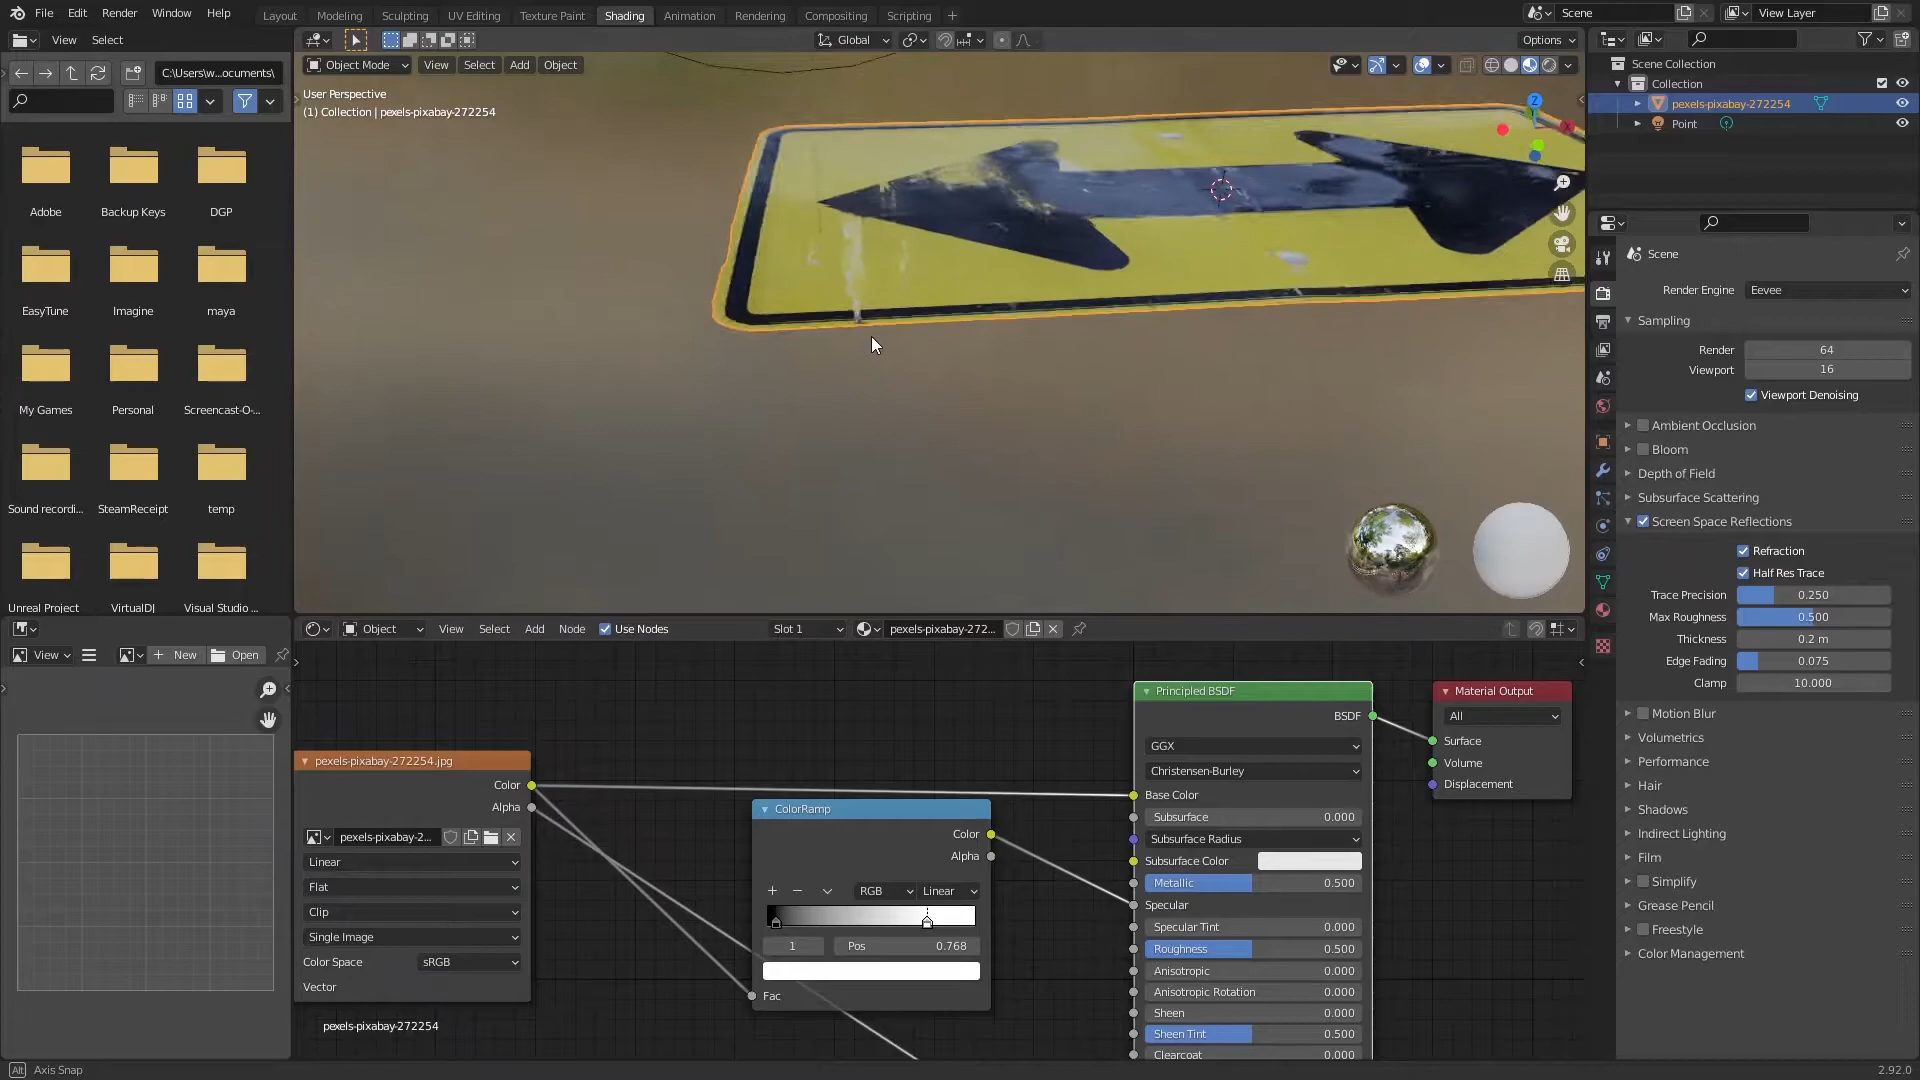 File Edit Render Window Help
Layout Modeling Sculpting UV Editing Texture Paint Shading Animation Rendering Compositing Scripting
Scene View Layer
View Select
Global Options
C:\Users\w...ocuments\
Object Mode View Select Add Object
User Perspective
(1) Collection | pexels-pixabay-272254
Z
Adobe Backup Keys DGP
EasyTune Imagine maya
My Games Personal Screencast-O-...
Sound recordi... SteamReceipt temp
Unreal Project VirtualDJ Visual Studio ...
Scene Collection
Collection
pexels-pixabay-272254
Point
Scene
Render Engine Eevee
Sampling
Render 64
Viewport 16
Viewport Denoising
Ambient Occlusion
Bloom
Depth of Field
Subsurface Scattering
Screen Space Reflections
Refraction
Half Res Trace
Trace Precision 0.250
Max Roughness 0.500
Thickness 0.2 m
Edge Fading 0.075
Clamp 10.000
Motion Blur
Volumetrics
Performance
Hair
Shadows
Indirect Lighting
Film
Simplify
Grease Pencil
Freestyle
Color Management
View New Open
Object View Select Add Node Use Nodes Slot 1 pexels-pixabay-272...
pexels-pixabay-272254.jpg
Color
Alpha
pexels-pixabay-2...
Linear
Flat
Clip
Single Image
Color Space sRGB
Vector
pexels-pixabay-272254
ColorRamp
Color
Alpha
RGB Linear
1 Pos 0.768
Fac
Principled BSDF
BSDF
GGX
Christensen-Burley
Base Color
Subsurface 0.000
Subsurface Radius
Subsurface Color
Metallic 0.500
Specular
Specular Tint 0.000
Roughness 0.500
Anisotropic 0.000
Anisotropic Rotation 0.000
Sheen 0.000
Sheen Tint 0.500
Clearcoat 0.000
Material Output
All
Surface
Volume
Displacement
Alt Axis Snap
2.92.0